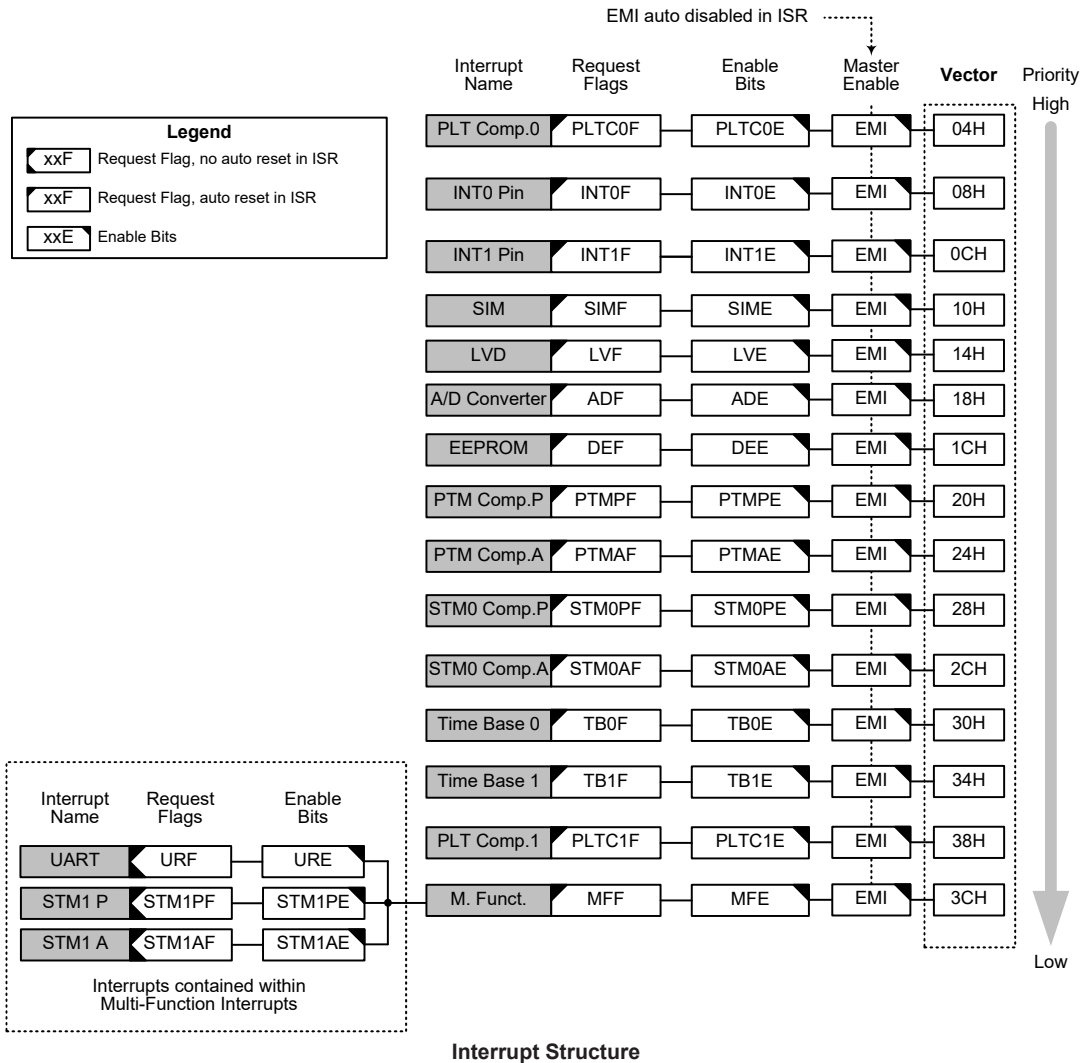 EMI auto disabled in ISR
Interrupt Name Request Flags Enable Bits Master Enable Vector Priority
High
Legend
xxF Request Flag, no auto reset in ISR
xxF Request Flag, auto reset in ISR
xxE Enable Bits
PLT Comp.0 PLTC0F PLTC0E EMI 04H
INT0 Pin INT0F INT0E EMI 08H
INT1 Pin INT1F INT1E EMI 0CH
SIM SIMF SIME EMI 10H
LVD LVF LVE EMI 14H
A/D Converter ADF ADE EMI 18H
EEPROM DEF DEE EMI 1CH
PTM Comp.P PTMPF PTMPE EMI 20H
PTM Comp.A PTMAF PTMAE EMI 24H
STM0 Comp.P STM0PF STM0PE EMI 28H
STM0 Comp.A STM0AF STM0AE EMI 2CH
Time Base 0 TB0F TB0E EMI 30H
Time Base 1 TB1F TB1E EMI 34H
PLT Comp.1 PLTC1F PLTC1E EMI 38H
M. Funct. MFF MFE EMI 3CH
Low
Interrupt Name Request Flags Enable Bits
UART URF URE
STM1 P STM1PF STM1PE
STM1 A STM1AF STM1AE
Interrupts contained within
Multi-Function Interrupts
Interrupt Structure